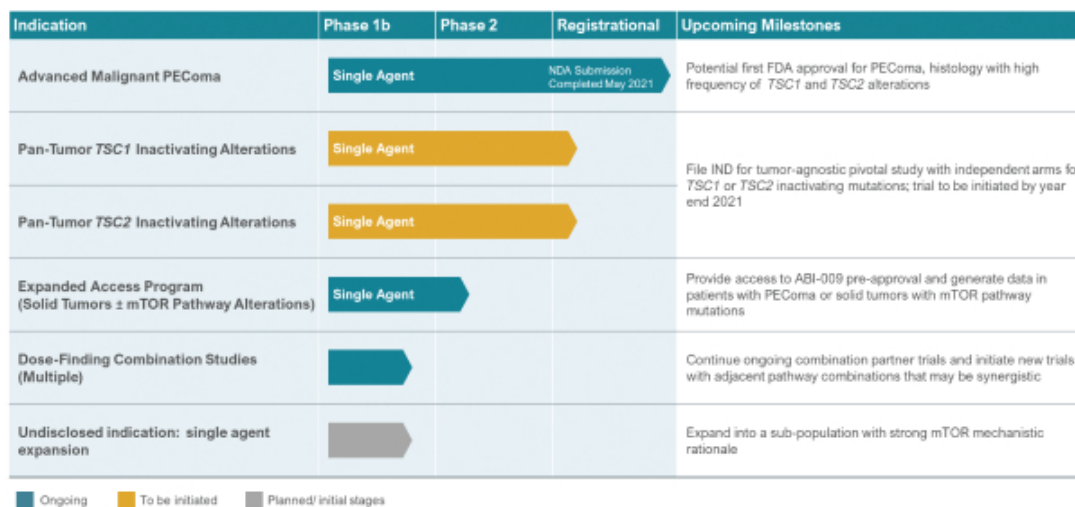 Indication Phase 1b Phase 2 Registrational Upcoming Milestones
Advanced Malignant PEComa
Single Agent
NDA Submission
Completed May 2021
Potential first FDA approval for PEComa, histology with high
frequency of TSC1 and TSC2 alterations
Pan-Tumor TSC1 Inactivating Alterations
Single Agent
Pan-Tumor TSC2 Inactivating Alterations
Single Agent
File IND for tumor-agnostic pivotal study with independent arms fo
TSC1 or TSC2 inactivating mutations; trial to be initiated by year
end 2021
Expanded Access Program
(Solid Tumors ± mTOR Pathway Alterations)
Single Agent
Provide access to ABI-009 pre-approval and generate data in
patients with PEComa or solid tumors with mTOR pathway
mutations
Dose-Finding Combination Studies
(Multiple)
Continue ongoing combination partner trials and initiate new trials
with adjacent pathway combinations that may be synergistic
Undisclosed indication: single agent
expansion
Expand into a sub-population with strong mTOR mechanistic
rationale
Ongoing To be initiated Planned/ initial stages